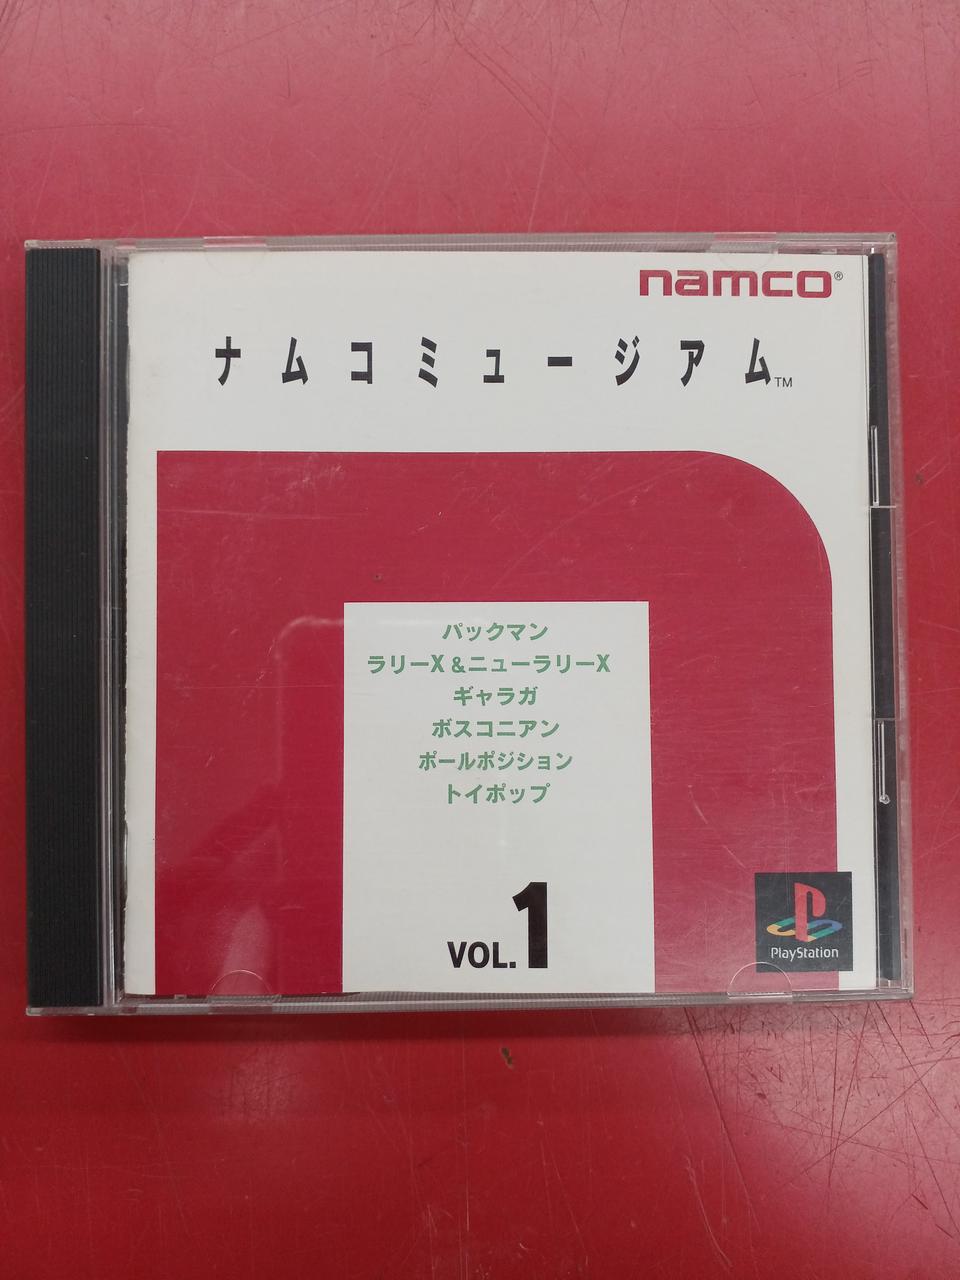 namco®
ナムコミュージアム™
パックマン
ラリーX&ニューラリーX
ギャラガ
ボスコニアン
ポールポジション
トイポップ
VOL.1
PlayStation